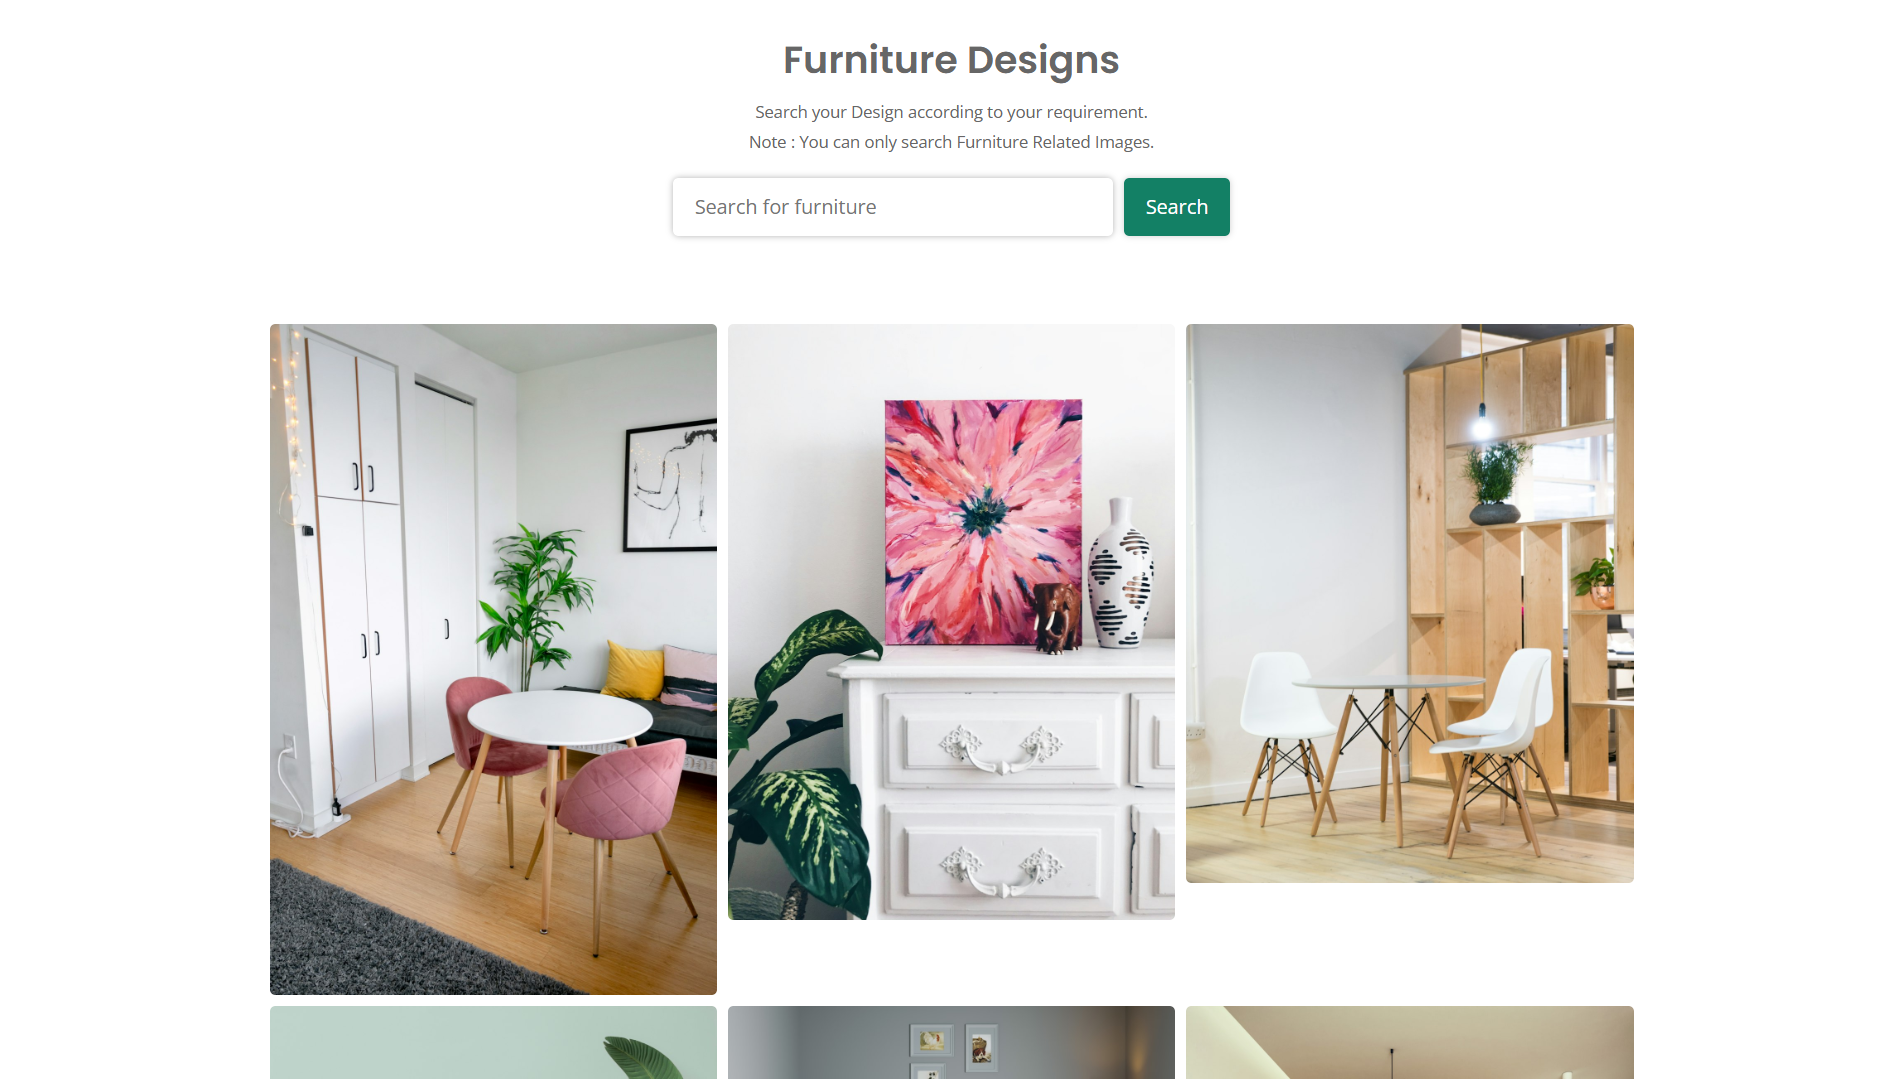 Furniture Designs
Search your Design according to your requirement.
Note : You can only search Furniture Related Images.
Search for furniture
Search